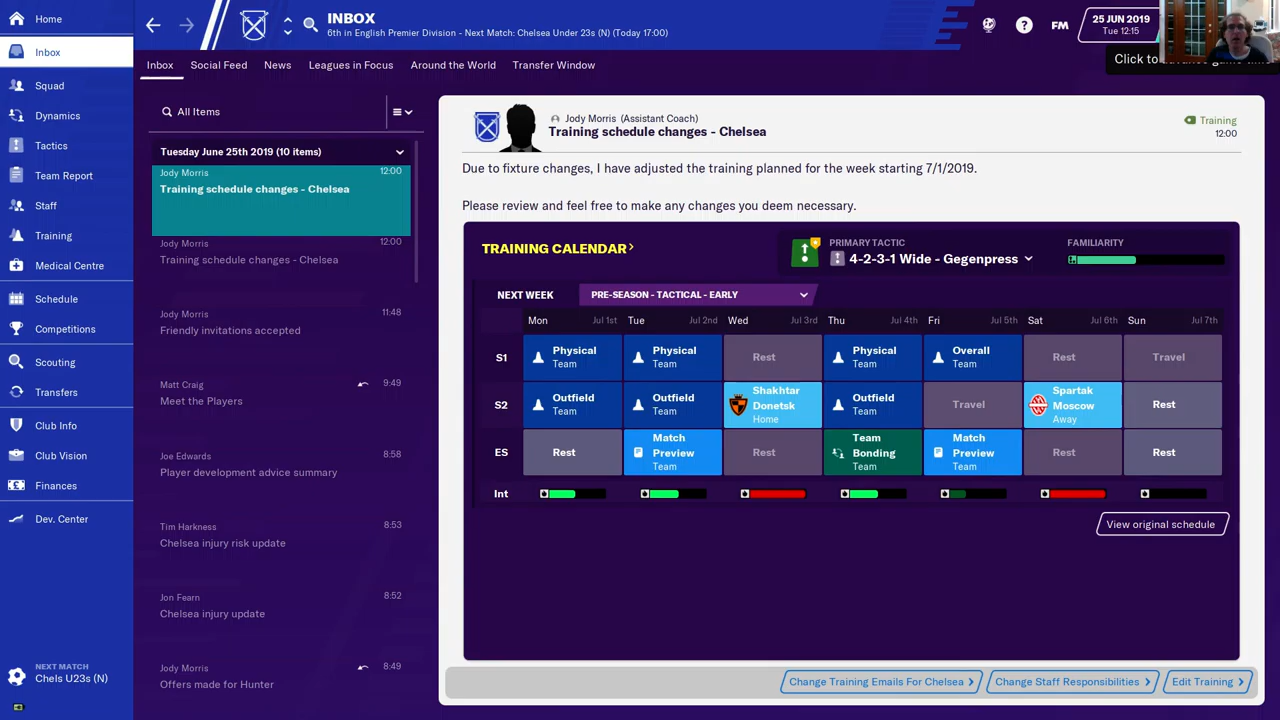 Home
Inbox
Squad
Dynamics
Tactics
Team Report
Staff
Training
Medical Centre
Schedule
Competitions
Scouting
Transfers
Club Info
Club Vision
Finances
Dev. Center
NEXT MATCH
Chels U23s (N)
INBOX
6th in English Premier Division - Next Match: Chelsea Under 23s (N) (Today 17:00)
FM
25 JUN 2019
Tue 12:15
Click to advance game time
Inbox Social Feed News Leagues in Focus Around the World Transfer Window
All Items
Tuesday June 25th 2019 (10 items)
Jody Morris 12:00
Training schedule changes - Chelsea
Jody Morris 12:00
Training schedule changes - Chelsea
Jody Morris 11:48
Friendly invitations accepted
Matt Craig 9:49
Meet the Players
Joe Edwards 8:58
Player development advice summary
Tim Harkness 8:53
Chelsea injury risk update
Jon Fearn 8:52
Chelsea injury update
Jody Morris 8:49
Offers made for Hunter
Jody Morris (Assistant Coach)
Training schedule changes - Chelsea
Training
12:00
Due to fixture changes, I have adjusted the training planned for the week starting 7/1/2019.
Please review and feel free to make any changes you deem necessary.
TRAINING CALENDAR
PRIMARY TACTIC
4-2-3-1 Wide - Gegenpress
FAMILIARITY
NEXT WEEK PRE-SEASON - TACTICAL - EARLY
Mon Jul 1st Tue Jul 2nd Wed Jul 3rd Thu Jul 4th Fri Jul 5th Sat Jul 6th Sun Jul 7th
S1 Physical Team Physical Team Rest Physical Team Overall Team Rest Travel
S2 Outfield Team Outfield Team Shakhtar Donetsk Home Outfield Team Travel Spartak Moscow Away Rest
ES Rest Match Preview Team Rest Team Bonding Team Match Preview Team Rest Rest
Int
View original schedule
Change Training Emails For Chelsea
Change Staff Responsibilities
Edit Training